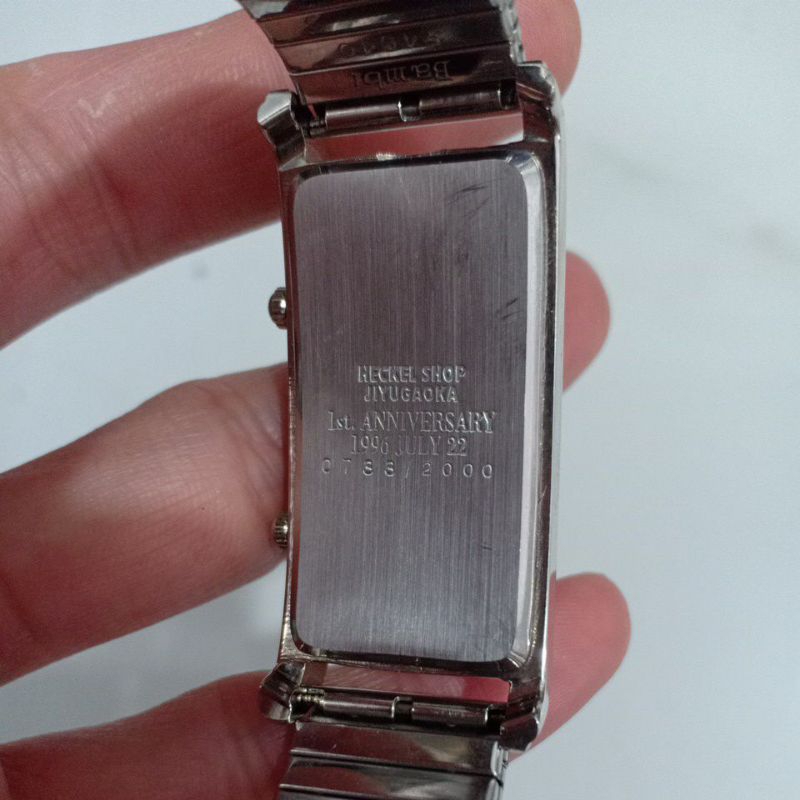 Bambi
HECKEL SHOP
JIYUGAOKA
1st. ANNIVERSARY
1996 JULY 22
0788/2000